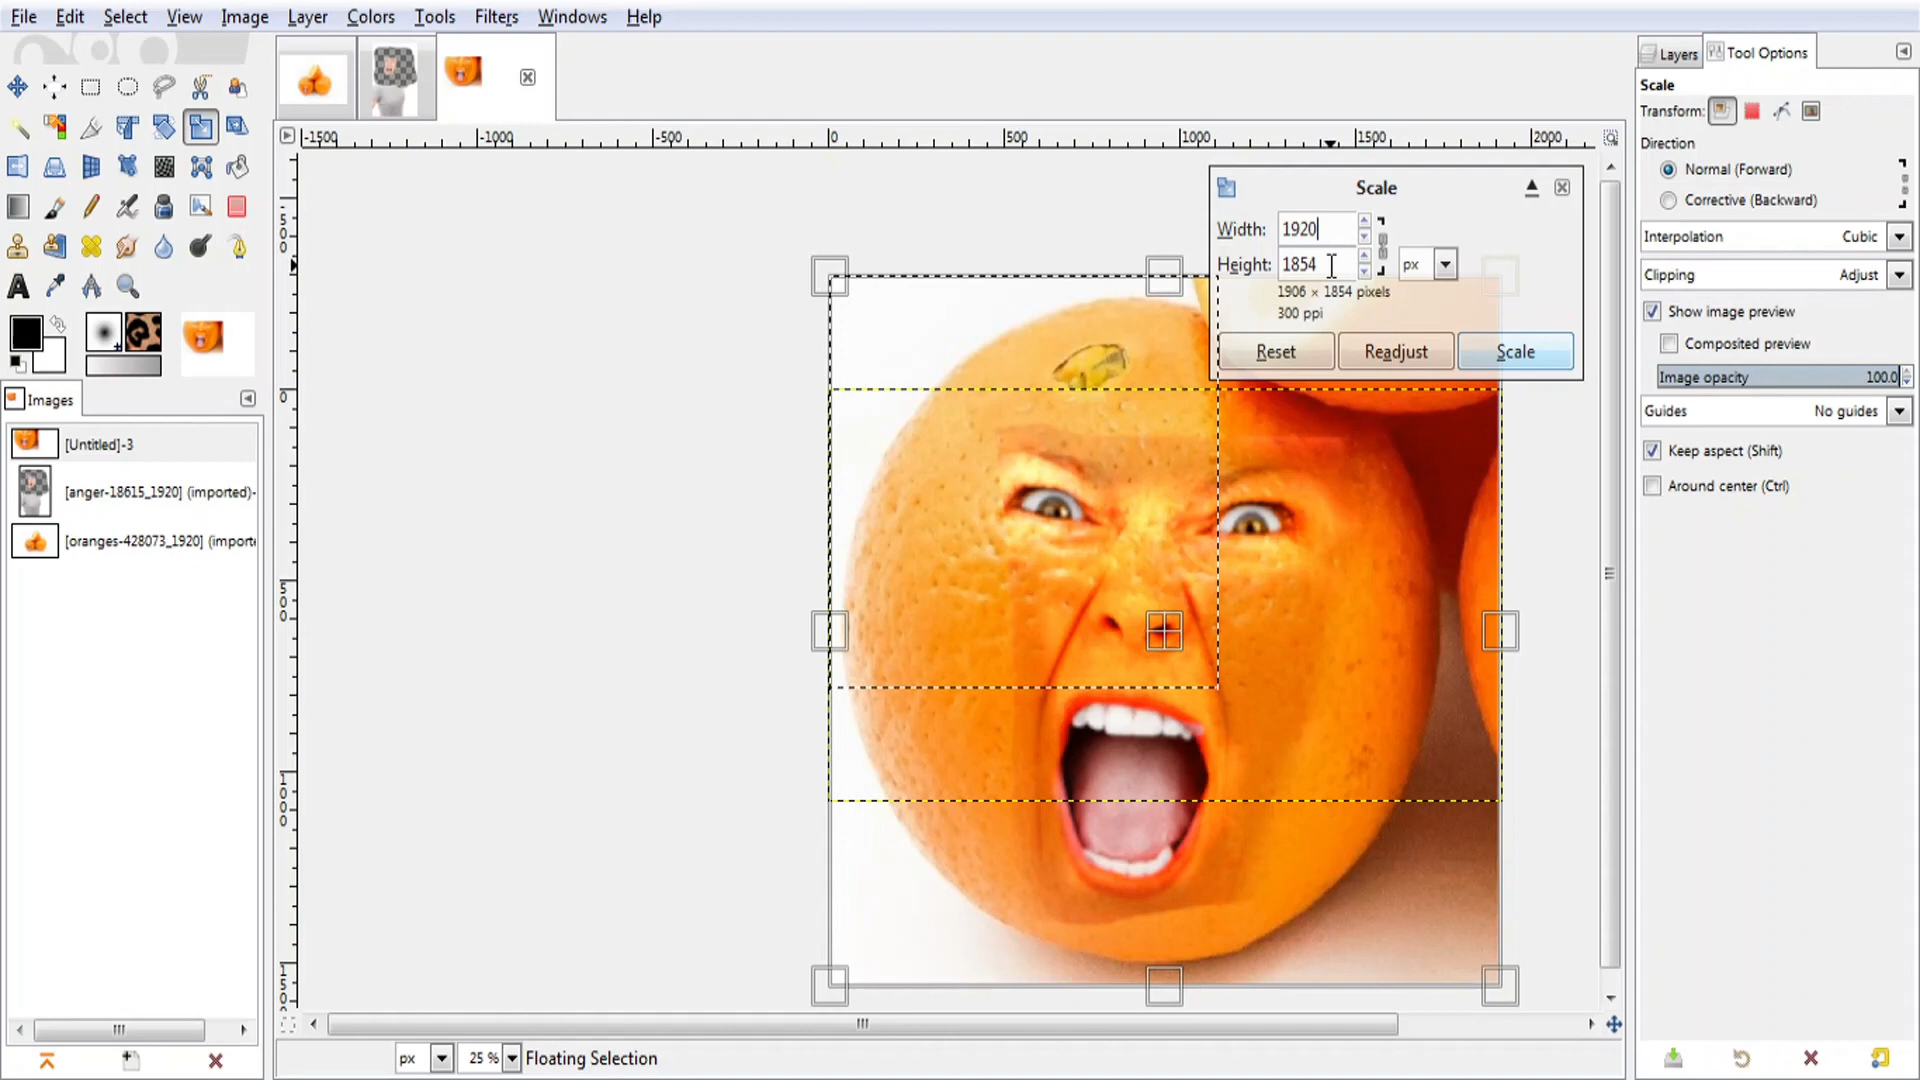 File Edit Select View Image Layer Colors Tools Filters Windows Help
Layers Tool Options
Scale
Transform:
Direction
Normal (Forward)
Corrective (Backward)
Interpolation Cubic
Clipping Adjust
Show image preview
Composited preview
Image opacity 100.0
Guides No guides
Keep aspect (Shift)
Around center (Ctrl)
-1500 -1000 -500 0 500 1000 1500 2000
Scale
Width: 1920
Height: 1854 px
1906 × 1854 pixels
300 ppi
Reset Readjust Scale
Images
[Untitled]-3
[anger-18615_1920] (imported)-
[oranges-428073_1920] (importe
px 25 % Floating Selection